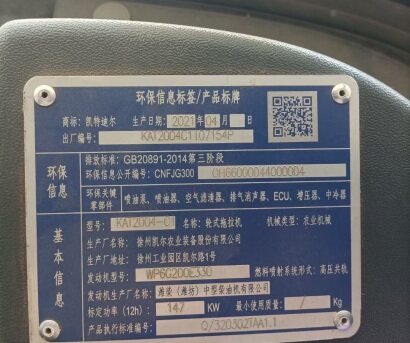 环保信息标签/产品标牌
商标：凯特迪尔 生产日期：2021年04月 日
出厂编号： KAT2004C1107154P
环保信息
排放标准：GB20891-2014第三阶段
环保信息公开编号：CNFJG300 0H66000044000004
环保关键零部件 喷油泵、喷油器、空气滤清器、排气消声器、ECU、增压器、中冷器
基本信息
型号： KAT2004-C1 名称：轮式拖拉机 机械类型：农业机械
生产厂名称：徐州凯尔农业装备股份有限公司
生产厂地址：徐州工业园区凯尔路1号
发动机型号： WP6G200E330 燃料喷射系统形式：高压共轨
发动机生产厂名称： 潍柴（潍坊）中型柴油机有限公司
标定功率(12h)： 147 KW 最小使用质量： / Kg
产品执行标准编号： Q/320302TAA1.1